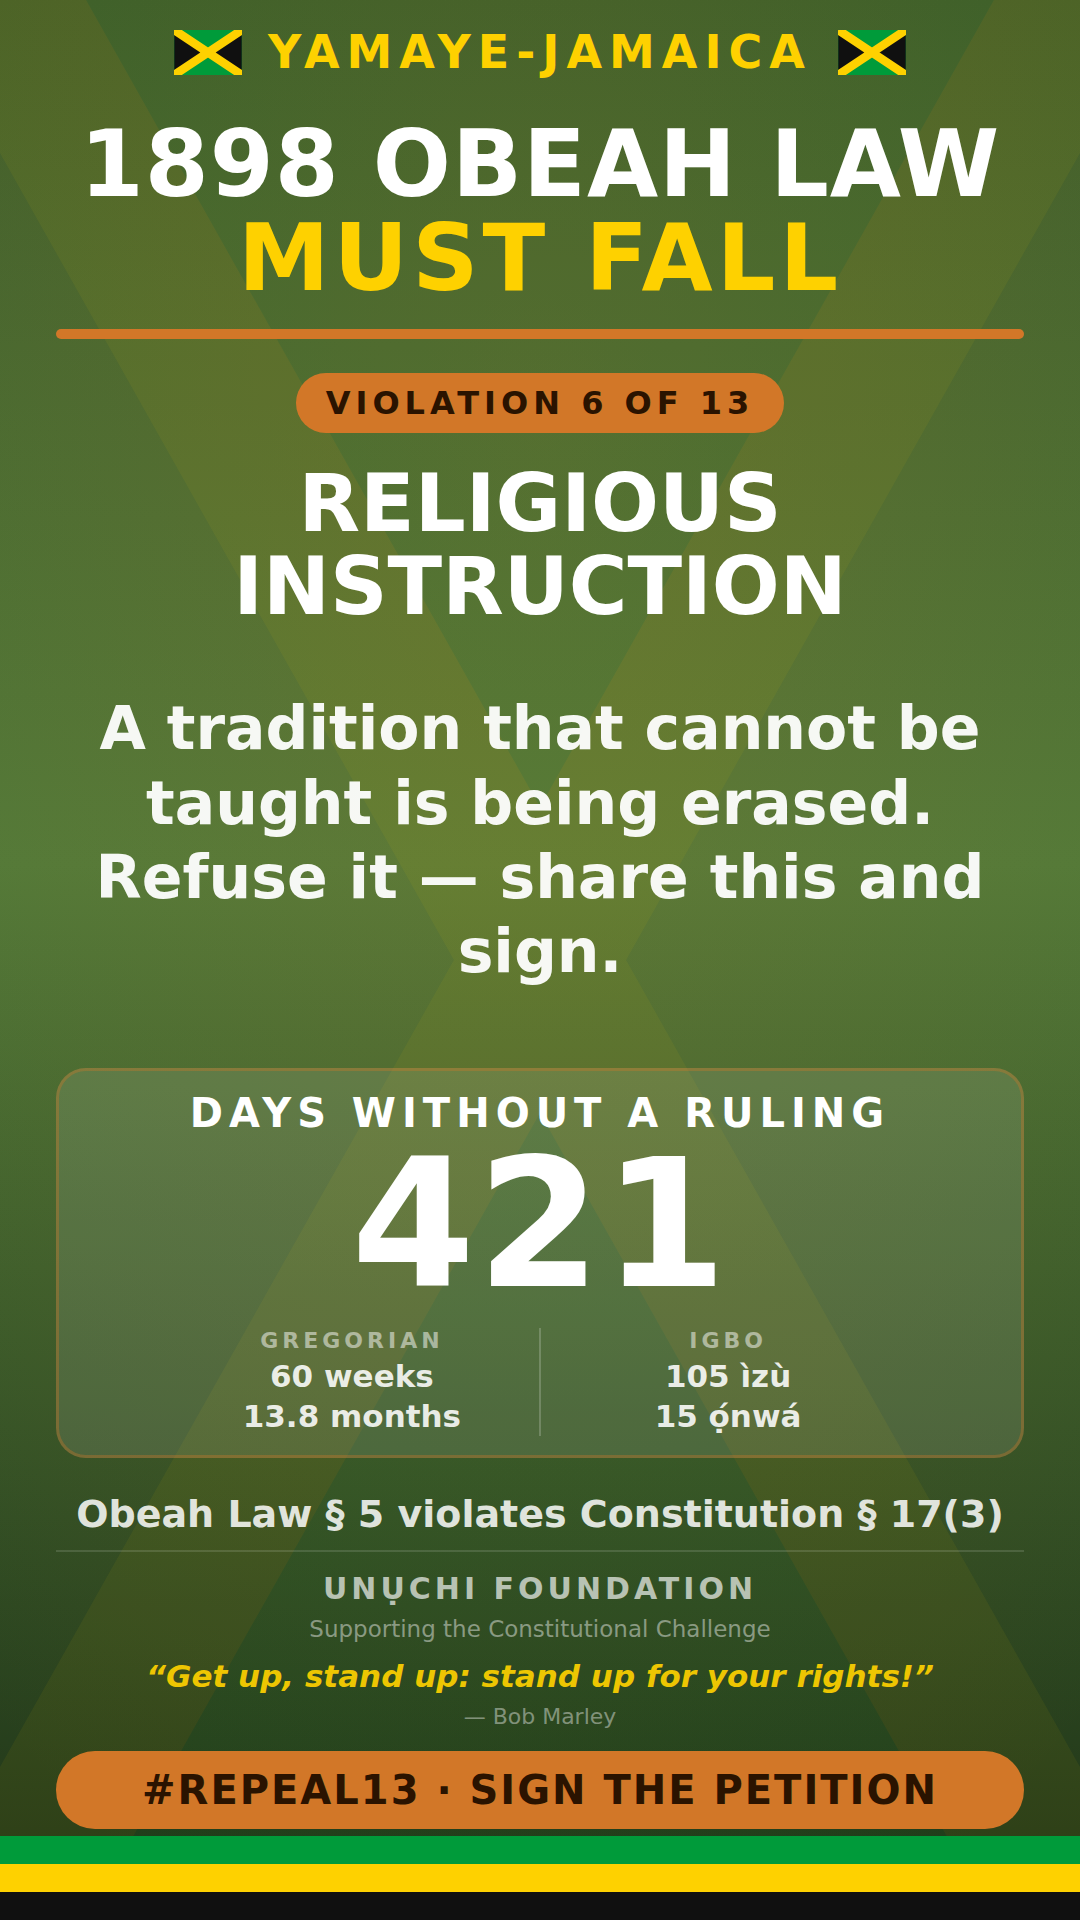 YAMAYE-JAMAICA
1898 OBEAH LAW
MUST FALL
VIOLATION 6 OF 13
RELIGIOUS
INSTRUCTION
A tradition that cannot be
taught is being erased.
Refuse it — share this and
sign.
DAYS WITHOUT A RULING
421
GREGORIAN
60 weeks
13.8 months
IGBO
105 ìzù
15 ọ́nwá
Obeah Law § 5 violates Constitution § 17(3)
UNỤCHI FOUNDATION
Supporting the Constitutional Challenge
“Get up, stand up: stand up for your rights!”
— Bob Marley
#REPEAL13 · SIGN THE PETITION